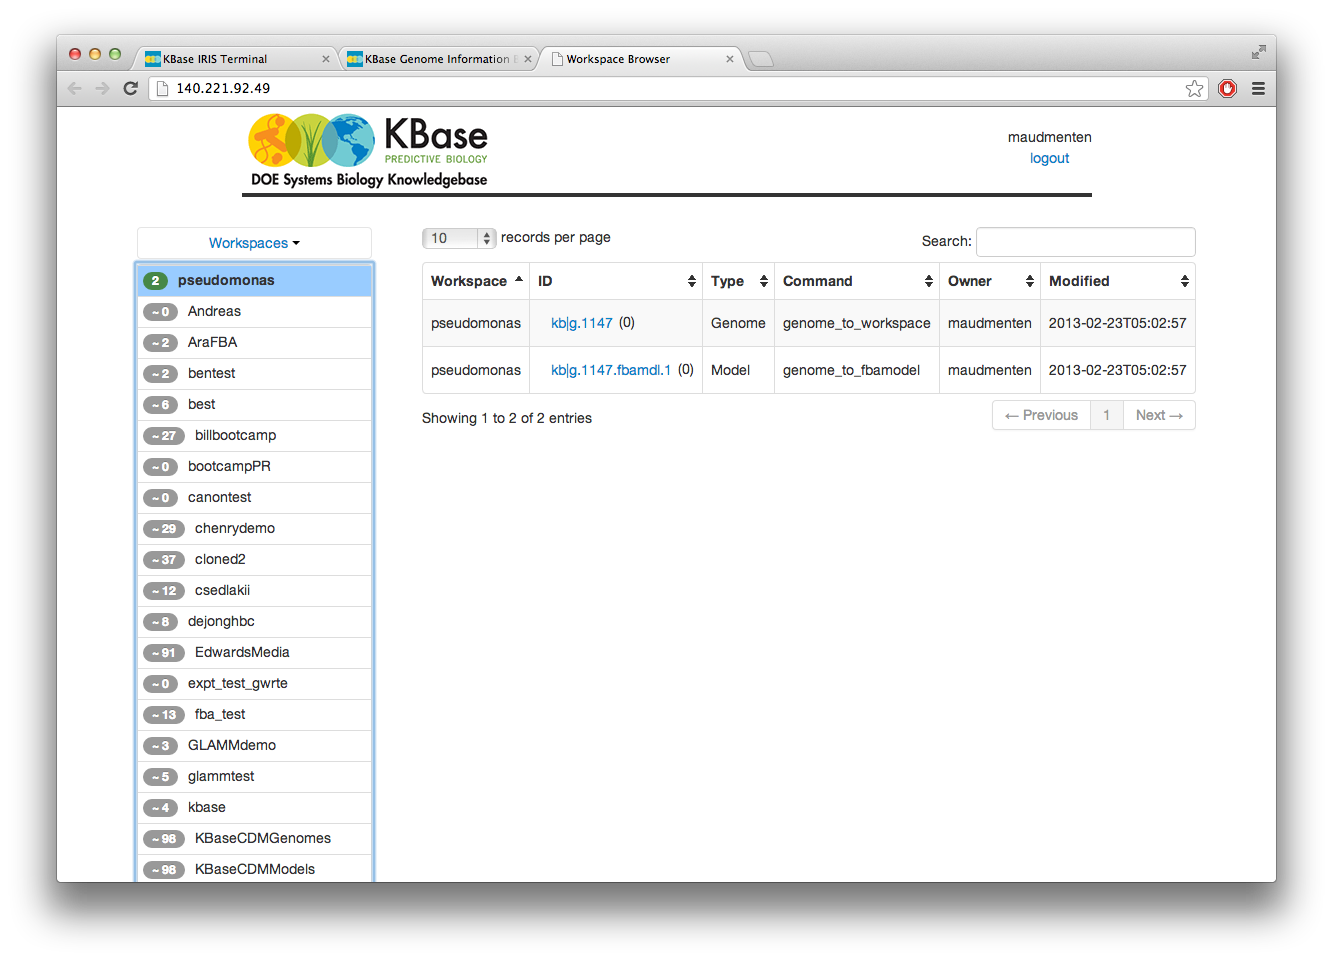 KBase IRIS Terminal
KBase Genome Information
Workspace Browser
140.221.92.49
KBase
PREDICTIVE BIOLOGY
DOE Systems Biology Knowledgebase
maudmenten
logout
Workspaces
2 pseudomonas
~ 0 Andreas
~ 2 AraFBA
~ 2 bentest
~ 6 best
~ 27 billbootcamp
~ 0 bootcampPR
~ 0 canontest
~ 29 chenrydemo
~ 37 cloned2
~ 12 csedlakii
~ 8 dejonghbc
~ 91 EdwardsMedia
~ 0 expt_test_gwrte
~ 13 fba_test
~ 3 GLAMMdemo
~ 5 glammtest
~ 4 kbase
~ 98 KBaseCDMGenomes
~ 98 KBaseCDMModels
10 records per page
Search:
Workspace ID Type Command Owner Modified
pseudomonas kb|g.1147 (0) Genome genome_to_workspace maudmenten 2013-02-23T05:02:57
pseudomonas kb|g.1147.fbamdl.1 (0) Model genome_to_fbamodel maudmenten 2013-02-23T05:02:57
Showing 1 to 2 of 2 entries
← Previous 1 Next →